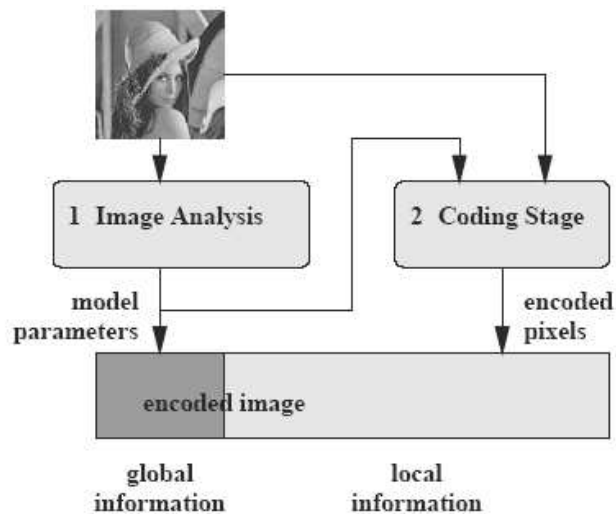 1 Image Analysis
2 Coding Stage
model
parameters
encoded
pixels
encoded image
global
information
local
information